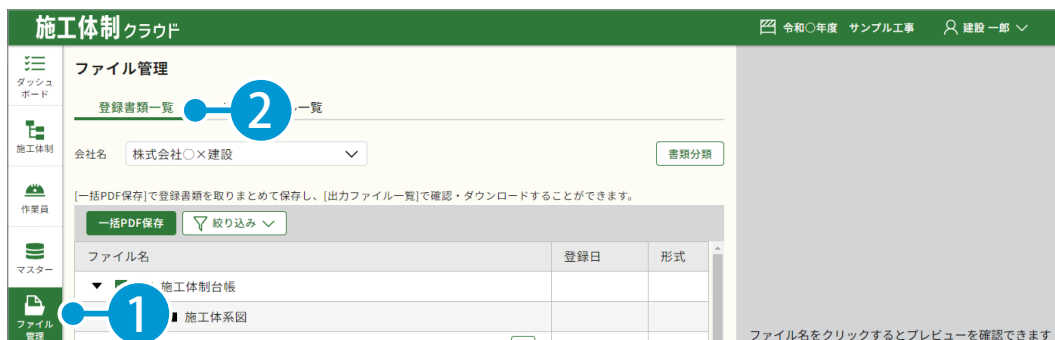 施工体制クラウド
令和○年度 サンプル工事
建設 一郎
ダッシュ
ボード
施工体制
作業員
マスター
ファイル
管理
ファイル管理
登録書類一覧
一覧
2
会社名
株式会社○×建設
書類分類
[一括PDF保存]で登録書類を取りまとめて保存し、[出力ファイル一覧]で確認・ダウンロードすることができます。
一括PDF保存
絞り込み
ファイル名
登録日
形式
施工体制台帳
1
施工体系図
ファイル名をクリックするとプレビューを確認できます